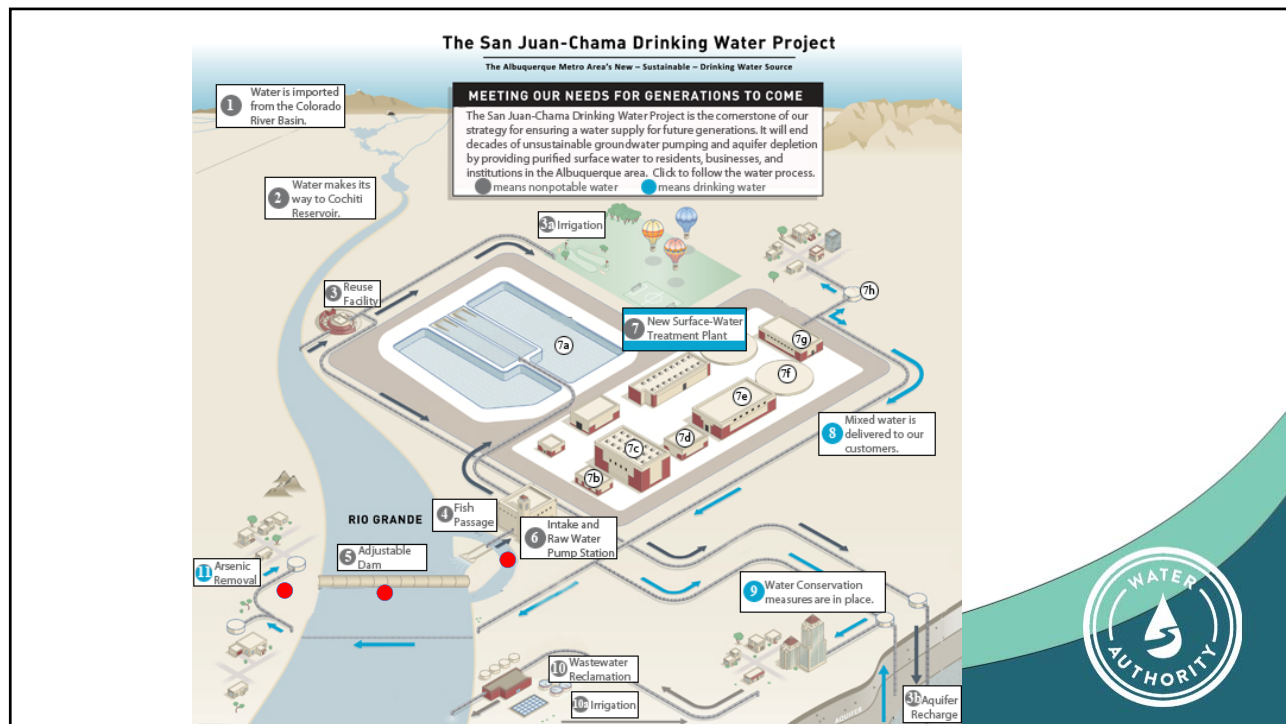 The San Juan-Chama Drinking Water Project
The Albuquerque Metro Area's New – Sustainable – Drinking Water Source
MEETING OUR NEEDS FOR GENERATIONS TO COME
The San Juan-Chama Drinking Water Project is the cornerstone of our
strategy for ensuring a water supply for future generations. It will end
decades of unsustainable groundwater pumping and aquifer depletion
by providing purified surface water to residents, businesses, and
institutions in the Albuquerque area. Click to follow the water process.
means nonpotable water means drinking water
1 Water is imported
from the Colorado
River Basin.
2 Water makes its
way to Cochiti
Reservoir.
3a Irrigation
3 Reuse
Facility
7h
7 New Surface-Water
Treatment Plant
7a
7g
7f
7e
7d
7c
7b
8 Mixed water is
delivered to our
customers.
4 Fish
Passage
RIO GRANDE
6 Intake and
Raw Water
Pump Station
5 Adjustable
Dam
11 Arsenic
Removal
9 Water Conservation
measures are in place.
10 Wastewater
Reclamation
10a Irrigation
3b Aquifer
Recharge
AQUIFER
WATER
AUTHORITY